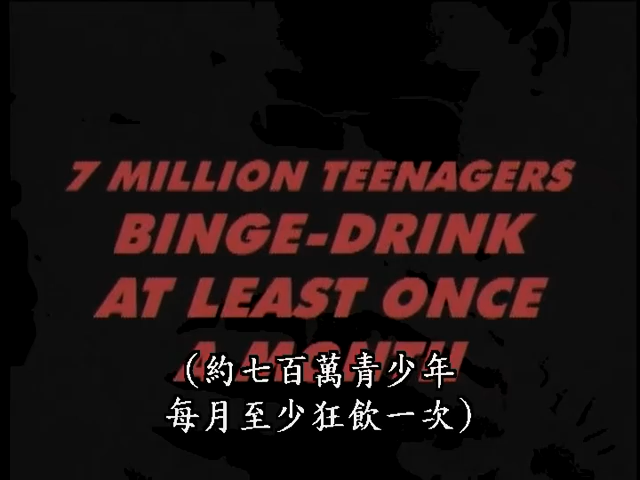 7 MILLION TEENAGERS
BINGE-DRINK
AT LEAST ONCE
A MONTH
(約七百萬青少年
每月至少狂飲一次)